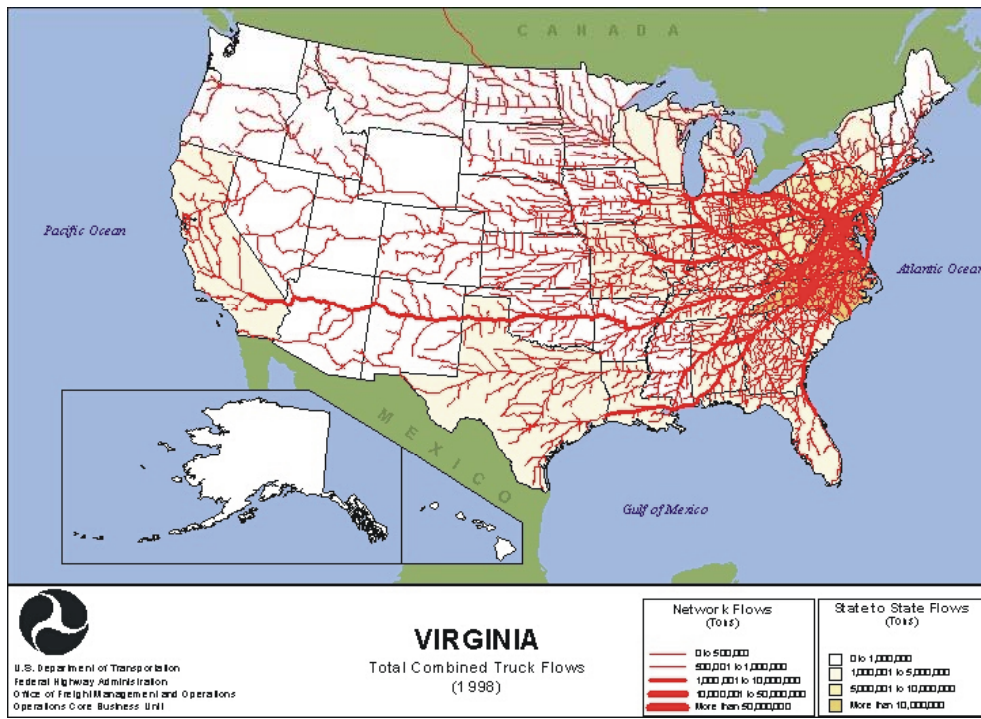 CANADA
Pacific Ocean
Atlantic Ocean
MEXICO
Gulf of Mexico
U.S. Department of Transportation
Federal Highway Administration
Office of Freight Management and Operations
Operations Core Business Unit
VIRGINIA
Total Combined Truck Flows
(1998)
Network Flows
(Tons)
0 to 500,000
500,001 to 1,000,000
1,000,001 to 10,000,000
10,000,001 to 50,000,000
More than 50,000,000
State to State Flows
(Tons)
0 to 1,000,000
1,000,001 to 5,000,000
5,000,001 to 10,000,000
More than 10,000,000